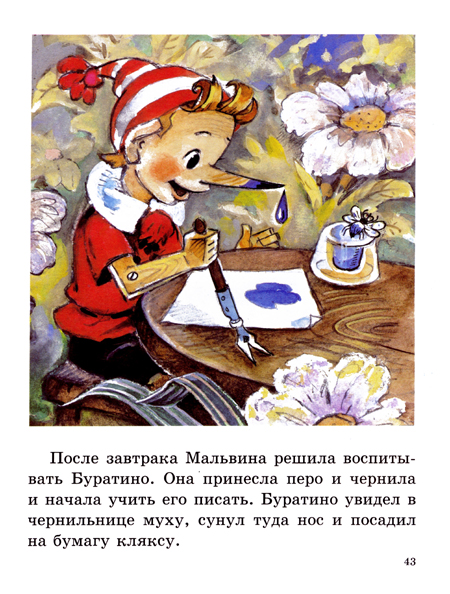 После завтрака Мальвина решила воспиты-
вать Буратино. Она принесла перо и чернила
и начала учить его писать. Буратино увидел в
чернильнице муху, сунул туда нос и посадил
на бумагу кляксу.
43